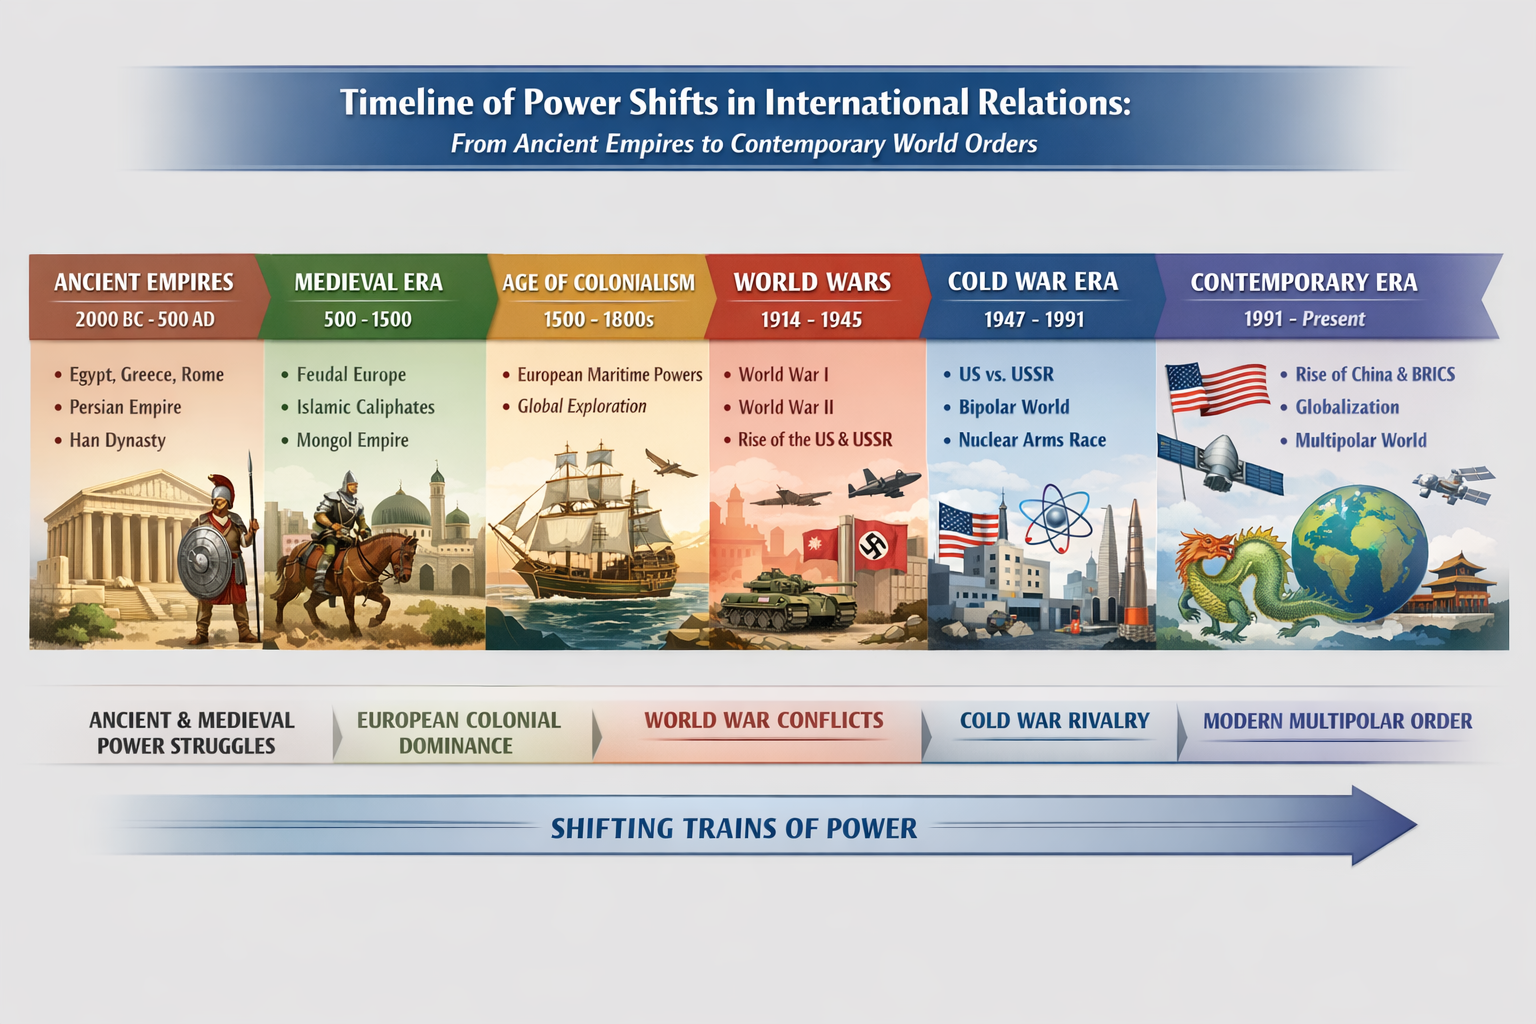 Timeline of Power Shifts in International Relations:
From Ancient Empires to Contemporary World Orders
ANCIENT EMPIRES
2000 BC - 500 AD
• Egypt, Greece, Rome
• Persian Empire
• Han Dynasty
MEDIEVAL ERA
500 - 1500
• Feudal Europe
• Islamic Caliphates
• Mongol Empire
AGE OF COLONIALISM
1500 - 1800s
• European Maritime Powers
• Global Exploration
WORLD WARS
1914 - 1945
• World War I
• World War II
• Rise of the US & USSR
COLD WAR ERA
1947 - 1991
• US vs. USSR
• Bipolar World
• Nuclear Arms Race
CONTEMPORARY ERA
1991 - Present
• Rise of China & BRICS
• Globalization
• Multipolar World
ANCIENT & MEDIEVAL
POWER STRUGGLES
EUROPEAN COLONIAL
DOMINANCE
WORLD WAR CONFLICTS
COLD WAR RIVALRY
MODERN MULTIPOLAR ORDER
SHIFTING TRAINS OF POWER